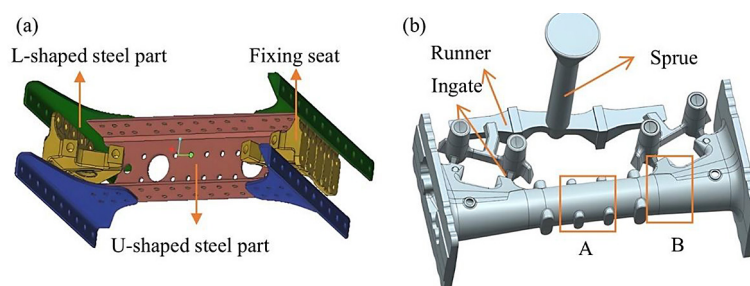 (a)
L-shaped steel part
Fixing seat
U-shaped steel part
(b)
Runner
Ingate
Sprue
A
B